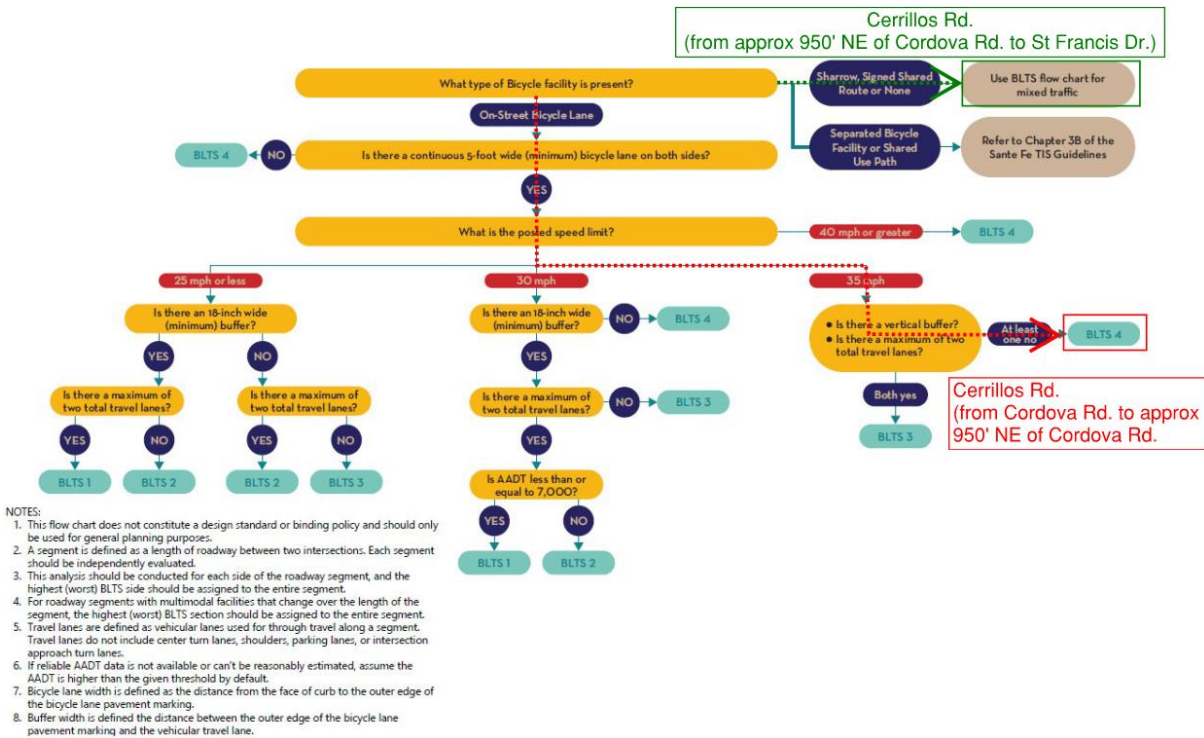 Cerrillos Rd.
(from approx 950' NE of Cordova Rd. to St Francis Dr.)
What type of Bicycle facility is present?
Sharrow, Signed Shared
Route or None
Use BLTS flow chart for
mixed traffic
On-Street Bicycle Lane
BLTS 4
NO
Is there a continuous 5-foot wide (minimum) bicycle lane on both sides?
Separated Bicycle
Facility or Shared
Use Path
Refer to Chapter 3B of the
Sante Fe TIS Guidelines
YES
What is the posted speed limit?
40 mph or greater
BLTS 4
25 mph or less
30 mph
35 mph
Is there an 18-inch wide
(minimum) buffer?
Is there an 18-inch wide
(minimum) buffer?
NO
BLTS 4
• Is there a vertical buffer?
• Is there a maximum of two
total travel lanes?
At least
one no
BLTS 4
YES
NO
YES
Is there a maximum of
two total travel lanes?
Is there a maximum of
two total travel lanes?
Is there a maximum of
two total travel lanes?
NO
BLTS 3
Both yes
BLTS 3
Cerrillos Rd.
(from Cordova Rd. to approx
950' NE of Cordova Rd.
YES
NO
YES
NO
YES
BLTS 1
BLTS 2
BLTS 2
BLTS 3
Is AADT less than or
equal to 7,000?
YES
NO
BLTS 1
BLTS 2
NOTES:
1. This flow chart does not constitute a design standard or binding policy and should only
be used for general planning purposes.
2. A segment is defined as a length of roadway between two intersections. Each segment
should be independently evaluated.
3. This analysis should be conducted for each side of the roadway segment, and the
highest (worst) BLTS side should be assigned to the entire segment.
4. For roadway segments with multimodal facilities that change over the length of the
segment, the highest (worst) BLTS section should be assigned to the entire segment.
5. Travel lanes are defined as vehicular lanes used for through travel along a segment.
Travel lanes do not include center turn lanes, shoulders, parking lanes, or intersection
approach turn lanes.
6. If reliable AADT data is not available or can't be reasonably estimated, assume the
AADT is higher than the given threshold by default.
7. Bicycle lane width is defined as the distance from the face of curb to the outer edge of
the bicycle lane pavement marking.
8. Buffer width is defined the distance between the outer edge of the bicycle lane
pavement marking and the vehicular travel lane.